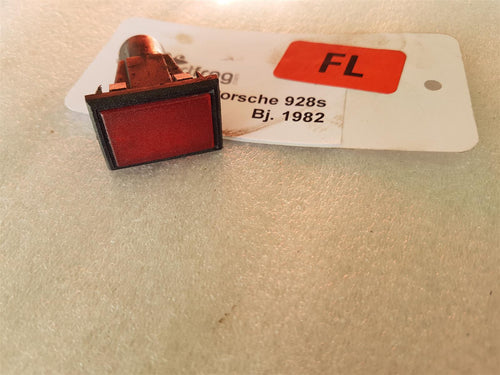 FL
orsche 928s
Bj. 1982